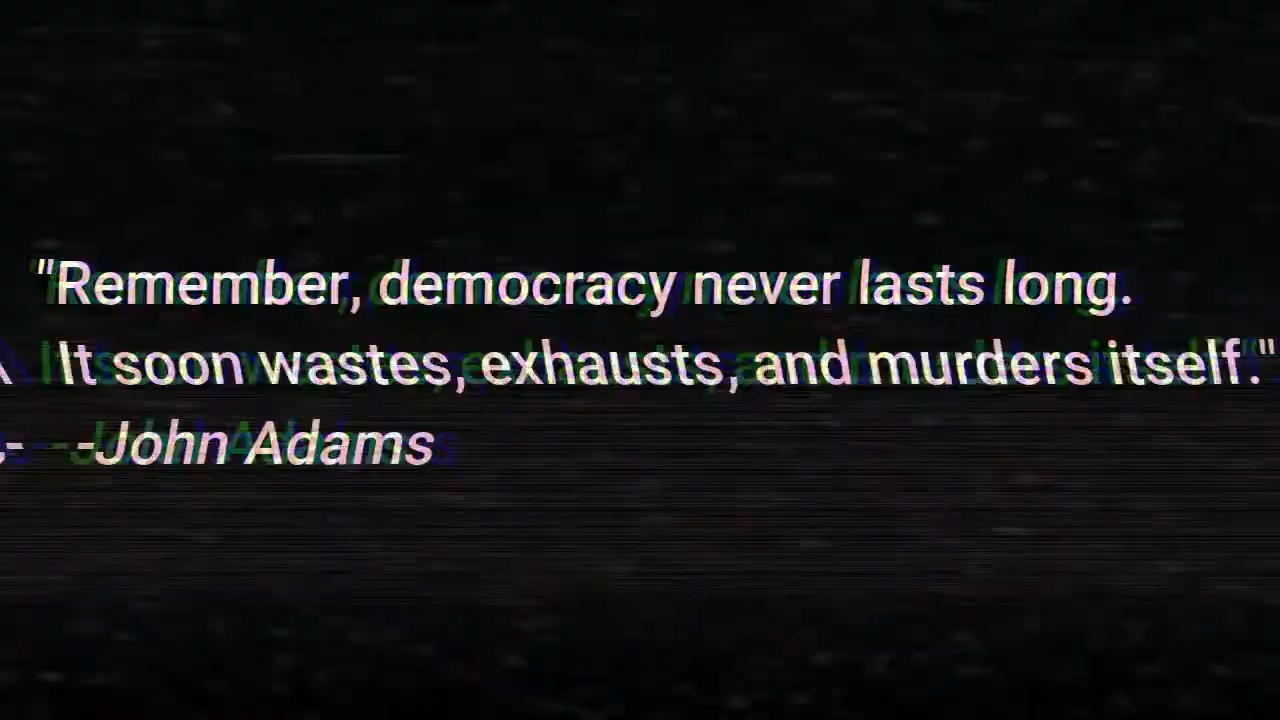 "Remember, democracy never lasts long.
It soon wastes, exhausts, and murders itself."
-John Adams